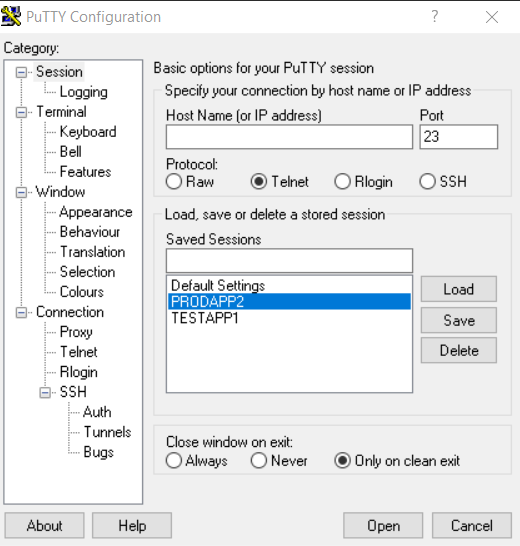 PuTTY Configuration
?
Category:
Session
Logging
Terminal
Keyboard
Bell
Features
Window
Appearance
Behaviour
Translation
Selection
Colours
Connection
Proxy
Telnet
Rlogin
SSH
Auth
Tunnels
Bugs
Basic options for your PuTTY session
Specify your connection by host name or IP address
Host Name (or IP address) Port
23
Protocol:
Raw Telnet Rlogin SSH
Load, save or delete a stored session
Saved Sessions
Default Settings
PRODAPP2
TESTAPP1
Load
Save
Delete
Close window on exit:
Always Never Only on clean exit
About Help Open Cancel